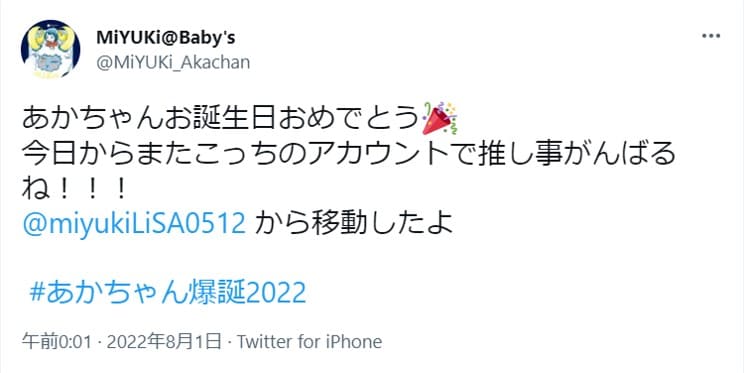 MiYUKi@Baby's
@MiYUKi_Akachan
あかちゃんお誕生日おめでとう🎉
今日からまたこっちのアカウントで推し事がんばる
ね！！！
@miyukiLiSA0512 から移動したよ
#あかちゃん爆誕2022
午前0:01 · 2022年8月1日 · Twitter for iPhone